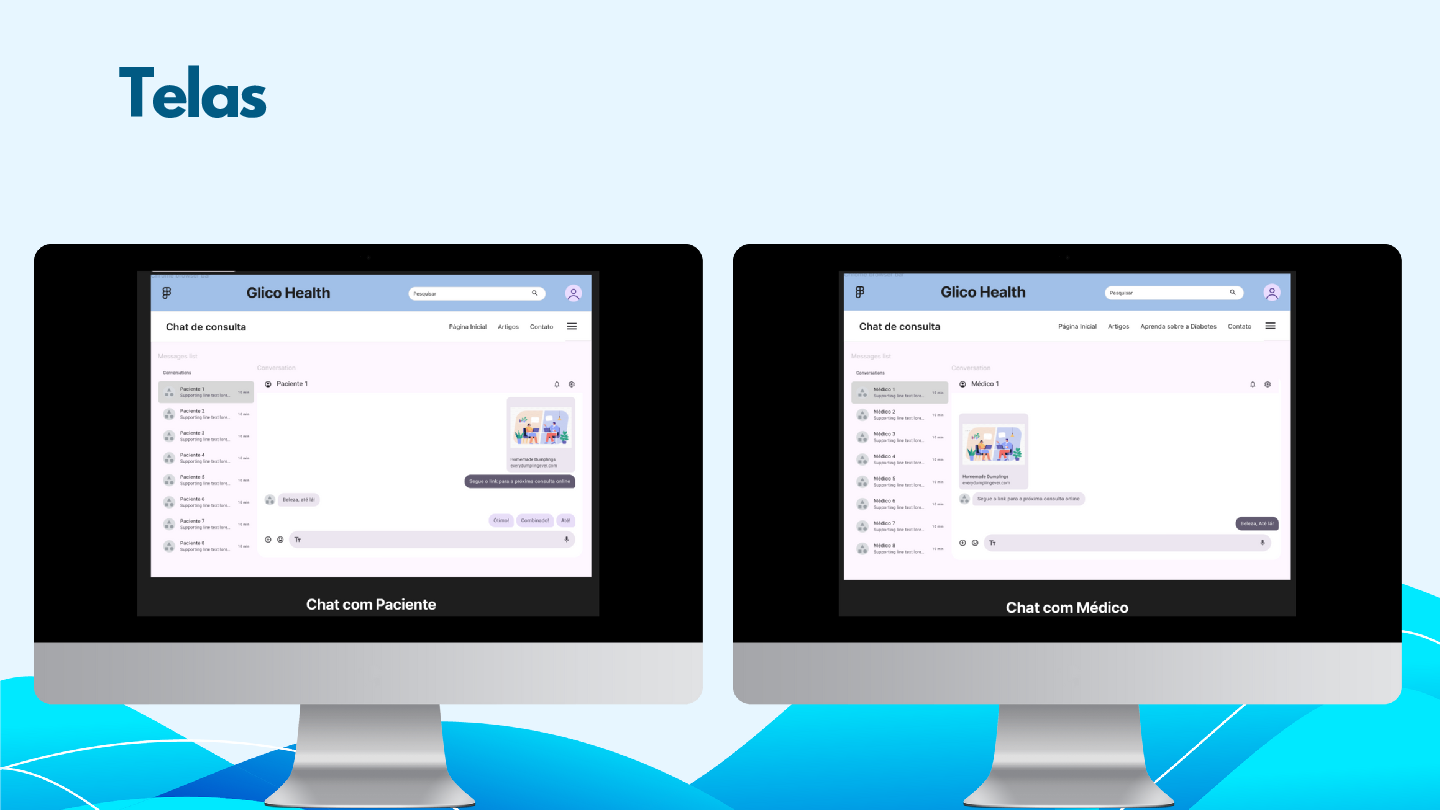 Telas
Glico Health
Pesquisar
Chat de consulta
Página Inicial
Artigos
Contato
Messages list
Conversations
Conversation
Paciente 1
Paciente 1
Supporting line text lore...
10 min
Paciente 2
Supporting line text lore...
10 min
Paciente 3
Supporting line text lore...
10 min
Paciente 4
Supporting line text lore...
10 min
Paciente 5
Supporting line text lore...
10 min
Paciente 6
Supporting line text lore...
10 min
Paciente 7
Supporting line text lore...
10 min
Paciente 8
Supporting line text lore...
10 min
Homemade Dumplings
everydumplingever.com
Segue o link para a próxima consulta online
Beleza, até lá!
Ótimo!
Combinado!
Até!
Tт
Chat com Paciente
Glico Health
Pesquisar
Chat de consulta
Página Inicial
Artigos
Aprenda sobre a Diabetes
Contato
Messages list
Conversations
Conversation
Médico 1
Médico 1
Supporting line text lore...
10 min
Médico 2
Supporting line text lore...
10 min
Médico 3
Supporting line text lore...
10 min
Médico 4
Supporting line text lore...
10 min
Médico 5
Supporting line text lore...
10 min
Médico 6
Supporting line text lore...
10 min
Médico 7
Supporting line text lore...
10 min
Médico 8
Supporting line text lore...
10 min
Homemade Dumplings
everydumplingever.com
Segue o link para a próxima consulta online
Beleza, Até lá!
Tт
Chat com Médico